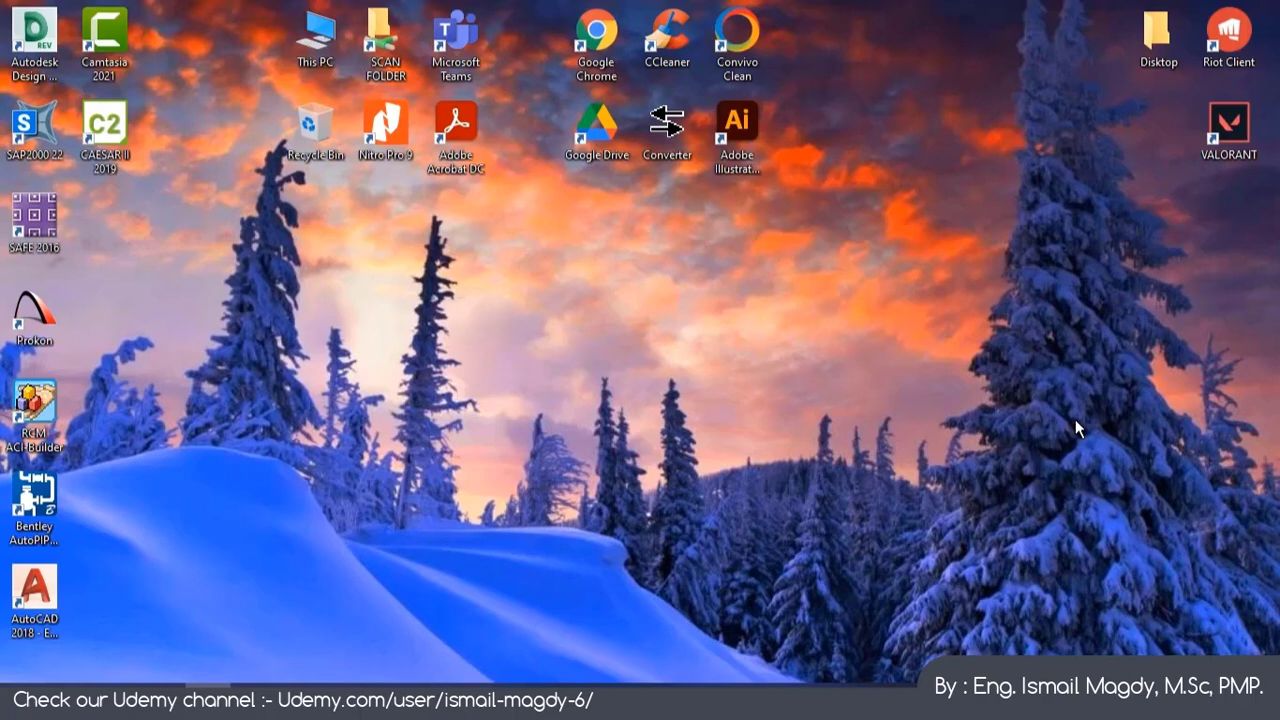 Autodesk
Design ...
Camtasia
2021
This PC
SCAN
FOLDER
Microsoft
Teams
Google
Chrome
CCleaner
Convivo
Clean
Disktop
Riot Client
SAP2000 22
C2
CAESAR II
2019
Recycle Bin
Nitro Pro 9
Adobe
Acrobat DC
Google Drive
Converter
Ai
Adobe
Illustrat...
VALORANT
SAFE 2016
Prokon
RCM
ACI-Builder
Bentley
AutoPIP...
AutoCAD
2018 - E...
Check our Udemy channel :- Udemy.com/user/ismail-magdy-6/
By : Eng. Ismail Magdy, M.Sc, PMP.